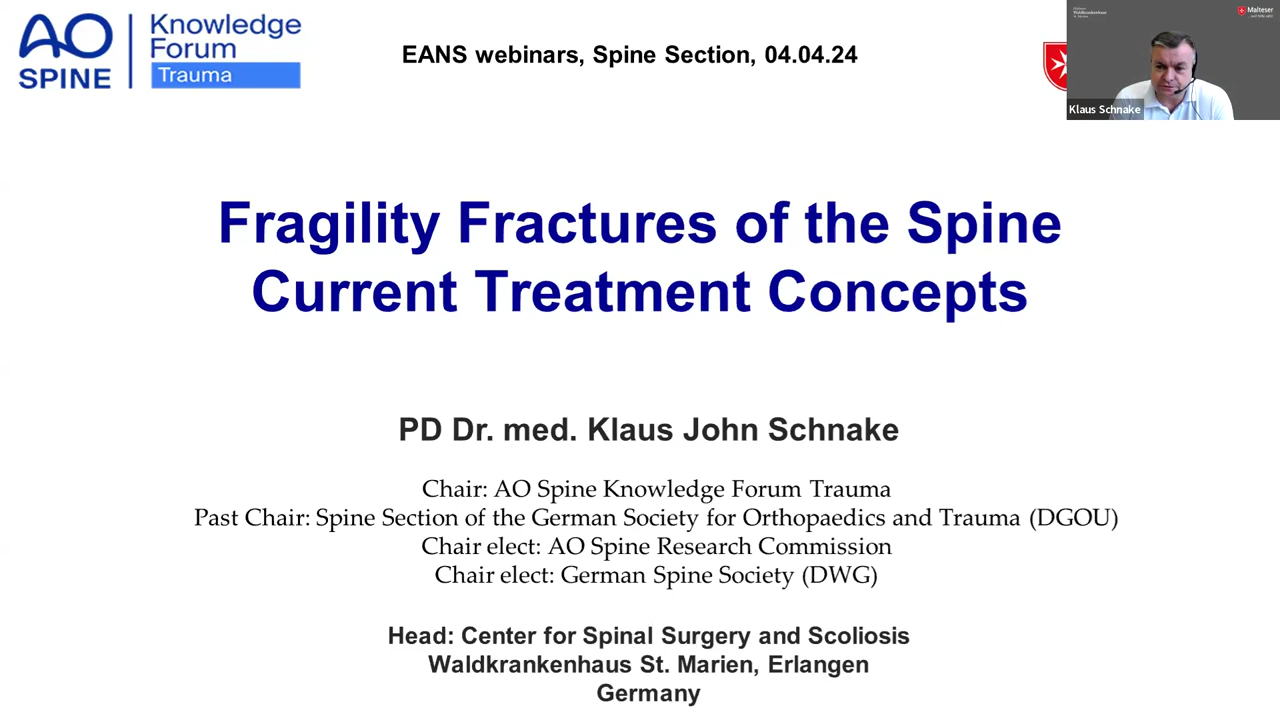 AO SPINE
Knowledge Forum
Trauma
EANS webinars, Spine Section, 04.04.24
Malteser
Klaus Schnake
Fragility Fractures of the Spine
Current Treatment Concepts
PD Dr. med. Klaus John Schnake
Chair: AO Spine Knowledge Forum Trauma
Past Chair: Spine Section of the German Society for Orthopaedics and Trauma (DGOU)
Chair elect: AO Spine Research Commission
Chair elect: German Spine Society (DWG)
Head: Center for Spinal Surgery and Scoliosis
Waldkrankenhaus St. Marien, Erlangen
Germany